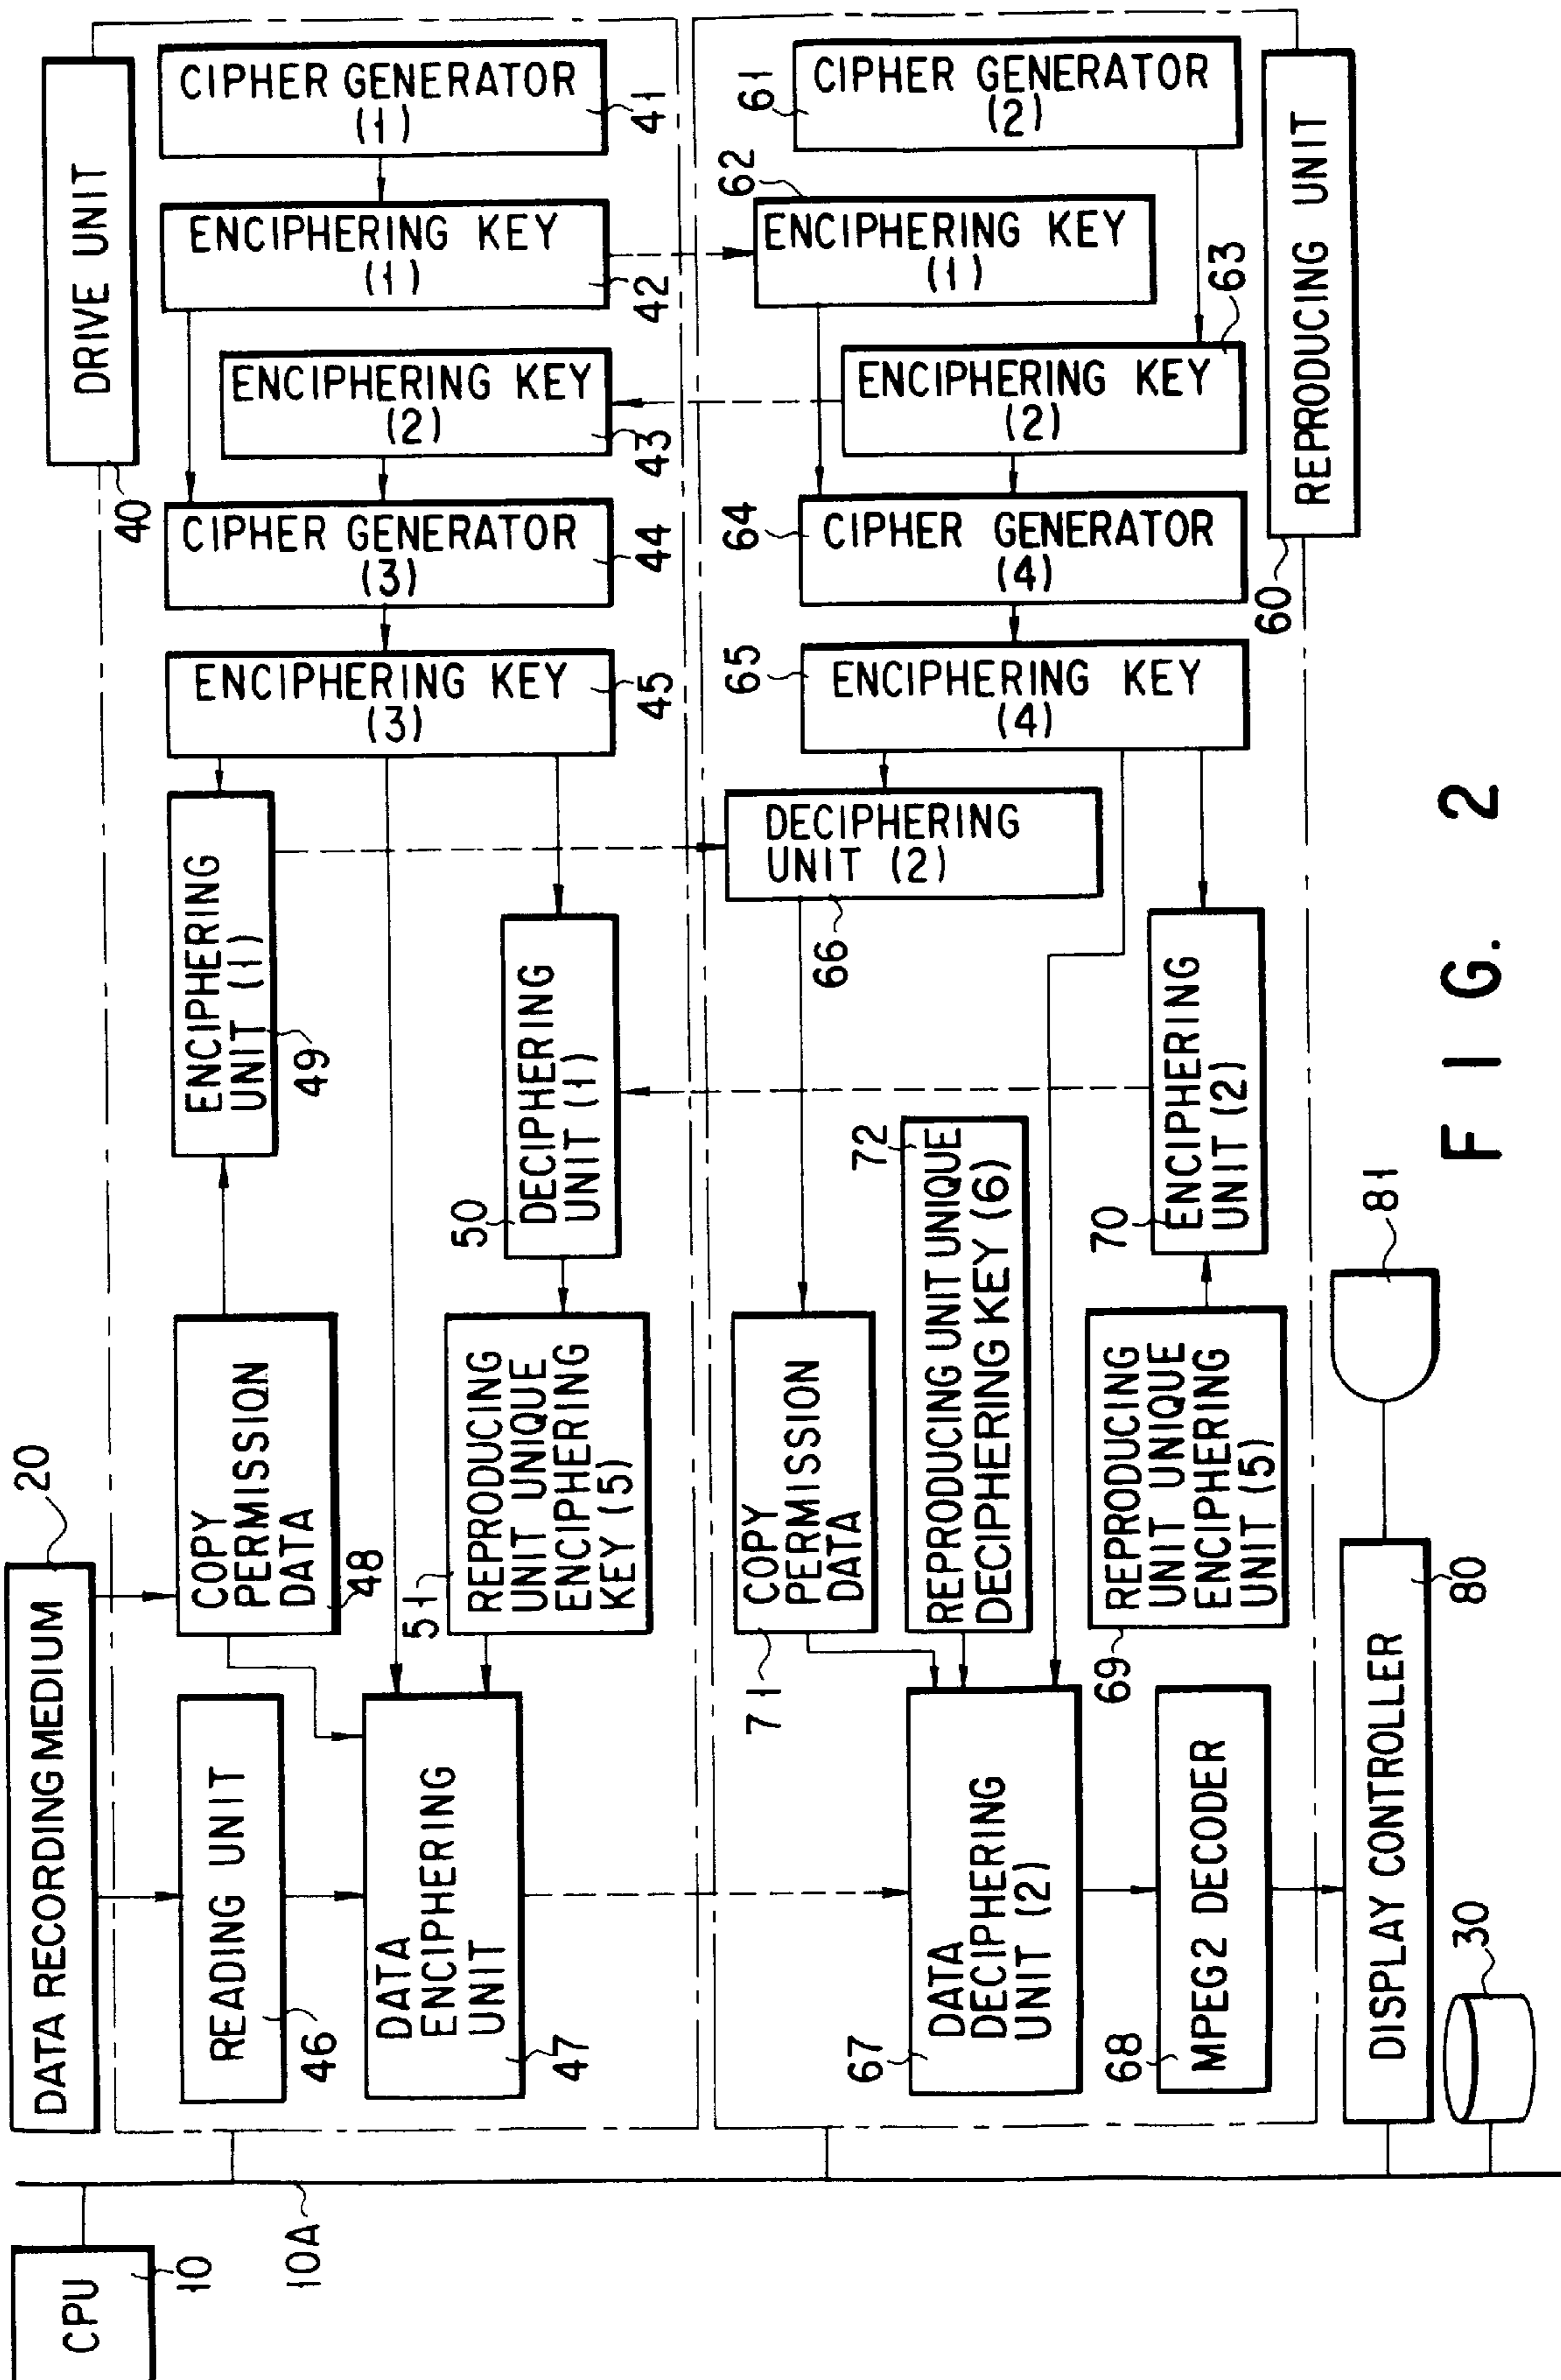 DRIVE UNIT
40
CIPHER GENERATOR
(1)
41
ENCIPHERING KEY
(1)
42
ENCIPHERING KEY
(2)
43
CIPHER GENERATOR
(3)
44
ENCIPHERING KEY
(3)
45
ENCIPHERING
UNIT (1)
49
DECIPHERING
UNIT (1)
50
DATA RECORDING MEDIUM
20
COPY
PERMISSION
DATA
48
REPRODUCING
UNIT UNIQUE
ENCIPHERING
KEY (5)
51
READING UNIT
46
DATA
ENCIPHERING
UNIT
47
CIPHER GENERATOR
(2)
61
ENCIPHERING KEY
(1)
62
ENCIPHERING KEY
(2)
63
CIPHER GENERATOR
(4)
64
ENCIPHERING KEY
(4)
65
REPRODUCING UNIT
60
DECIPHERING
UNIT (2)
66
ENCIPHERING
UNIT (2)
70
COPY
PERMISSION
DATA
71
REPRODUCING UNIT UNIQUE
DECIPHERING KEY (6)
72
REPRODUCING
UNIT UNIQUE
ENCIPHERING
UNIT (5)
69
DATA
DECIPHERING
UNIT (2)
67
MPEG2 DECODER
68
DISPLAY CONTROLLER
80
81
30
CPU
10
10A
FIG. 2